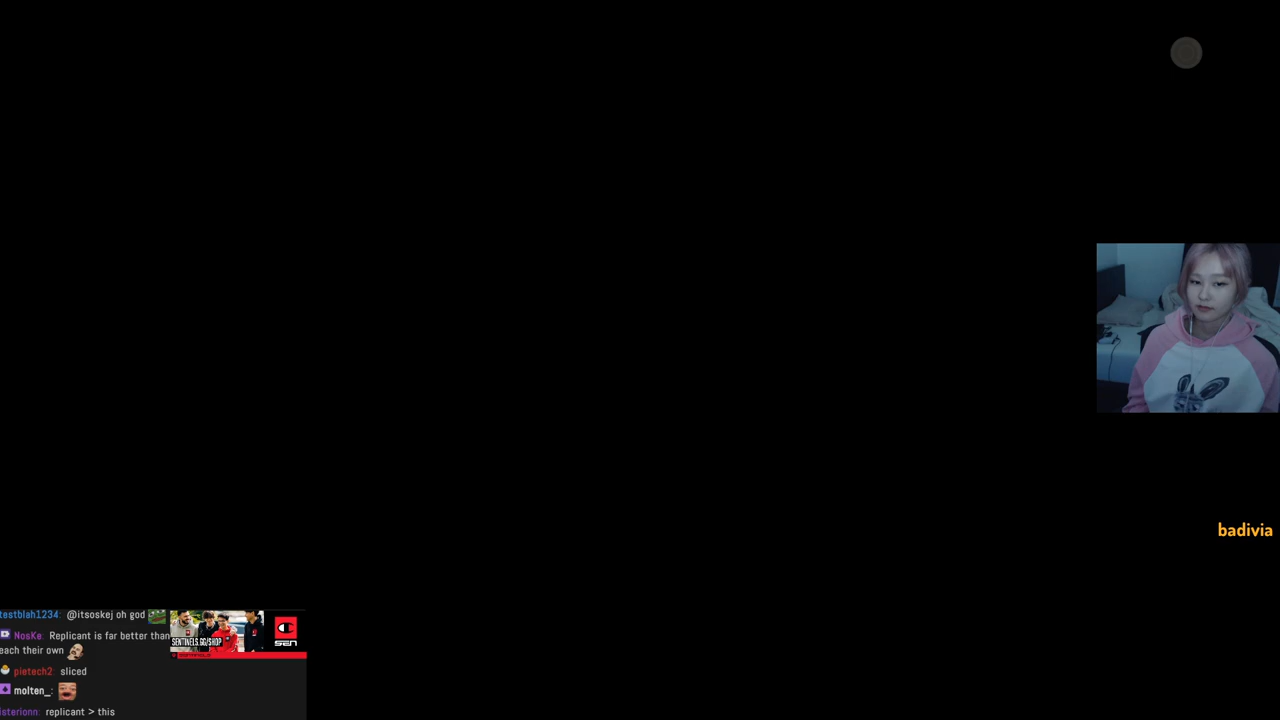 badivia
testblah1234: @itsoskej oh god
NosKe: Replicant is far better than
each their own
pietech2: sliced
molten_:
isterionn: replicant > this
SENTINELS.GG/SHOP
SEN